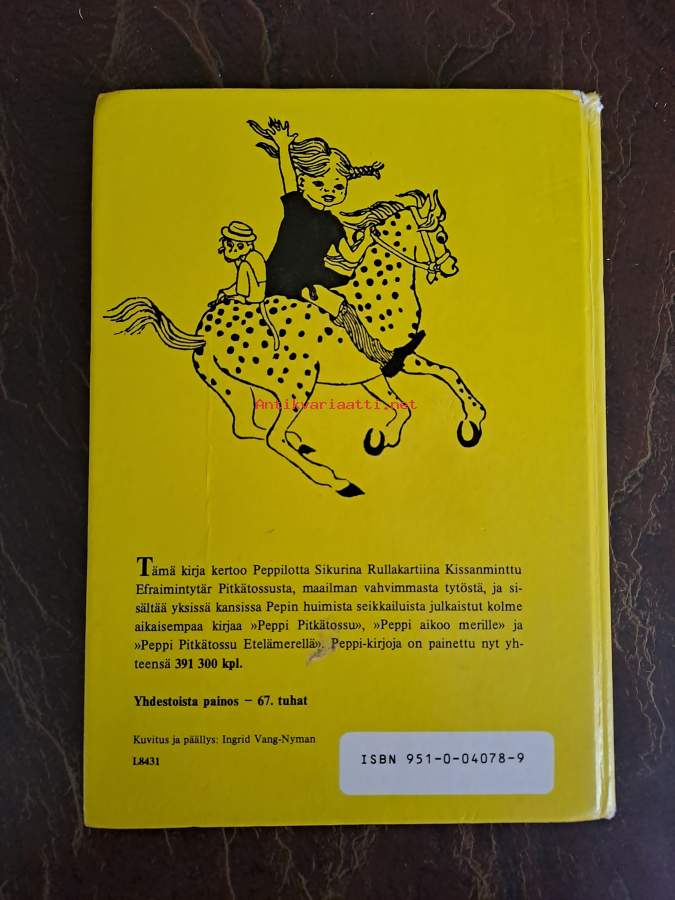 Antikvariaatti.net
Tämä kirja kertoo Peppilotta Sikurina Rullakartiina Kissanminttu
Efraimintytär Pitkätossusta, maailman vahvimmasta tytöstä, ja si-
sältää yksissä kansissa Pepin huimista seikkailuista julkaistut kolme
aikaisempaa kirjaa »Peppi Pitkätossu», »Peppi aikoo merille» ja
»Peppi Pitkätossu Etelämerellä». Peppi-kirjoja on painettu nyt yh-
teensä 391 300 kpl.
Yhdestoista painos – 67. tuhat
Kuvitus ja päällys: Ingrid Vang-Nyman
L8431
ISBN 951-0-04078-9